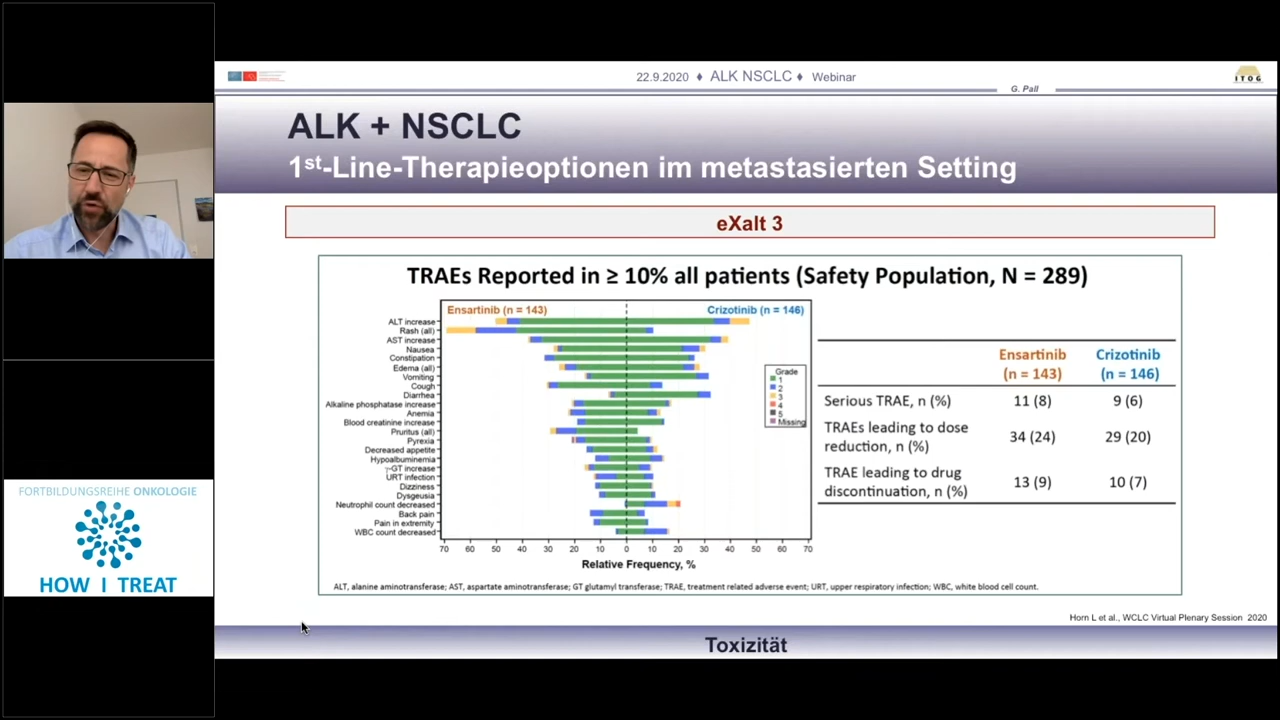 22.9.2020 ♦ ALK NSCLC ♦ Webinar
G. Pall
ITOG
ALK + NSCLC
1st-Line-Therapieoptionen im metastasierten Setting
eXalt 3
TRAEs Reported in ≥ 10% all patients (Safety Population, N = 289)
Ensartinib (n = 143)
Crizotinib (n = 146)
ALT increase
Rash (all)
AST increase
Nausea
Constipation
Edema (all)
Vomiting
Cough
Diarrhea
Alkaline phosphatase increase
Anemia
Blood creatinine increase
Pruritus (all)
Pyrexia
Decreased appetite
Hypoalbuminemia
γ-GT increase
URT infection
Dizziness
Dysgeusia
Neutrophil count decreased
Back pain
Pain in extremity
WBC count decreased
70 60 50 40 30 20 10 0 10 20 30 40 50 60 70
Relative Frequency, %
Grade
1
2
3
4
5
Missing
Ensartinib Crizotinib
(n = 143) (n = 146)
Serious TRAE, n (%) 11 (8) 9 (6)
TRAEs leading to dose
reduction, n (%) 34 (24) 29 (20)
TRAE leading to drug
discontinuation, n (%) 13 (9) 10 (7)
ALT, alanine aminotransferase; AST, aspartate aminotransferase; GT glutamyl transferase; TRAE, treatment related adverse event; URT, upper respiratory infection; WBC, white blood cell count.
Horn L et al., WCLC Virtual Plenary Session 2020
Toxizität
FORTBILDUNGSREIHE ONKOLOGIE
HOW I TREAT